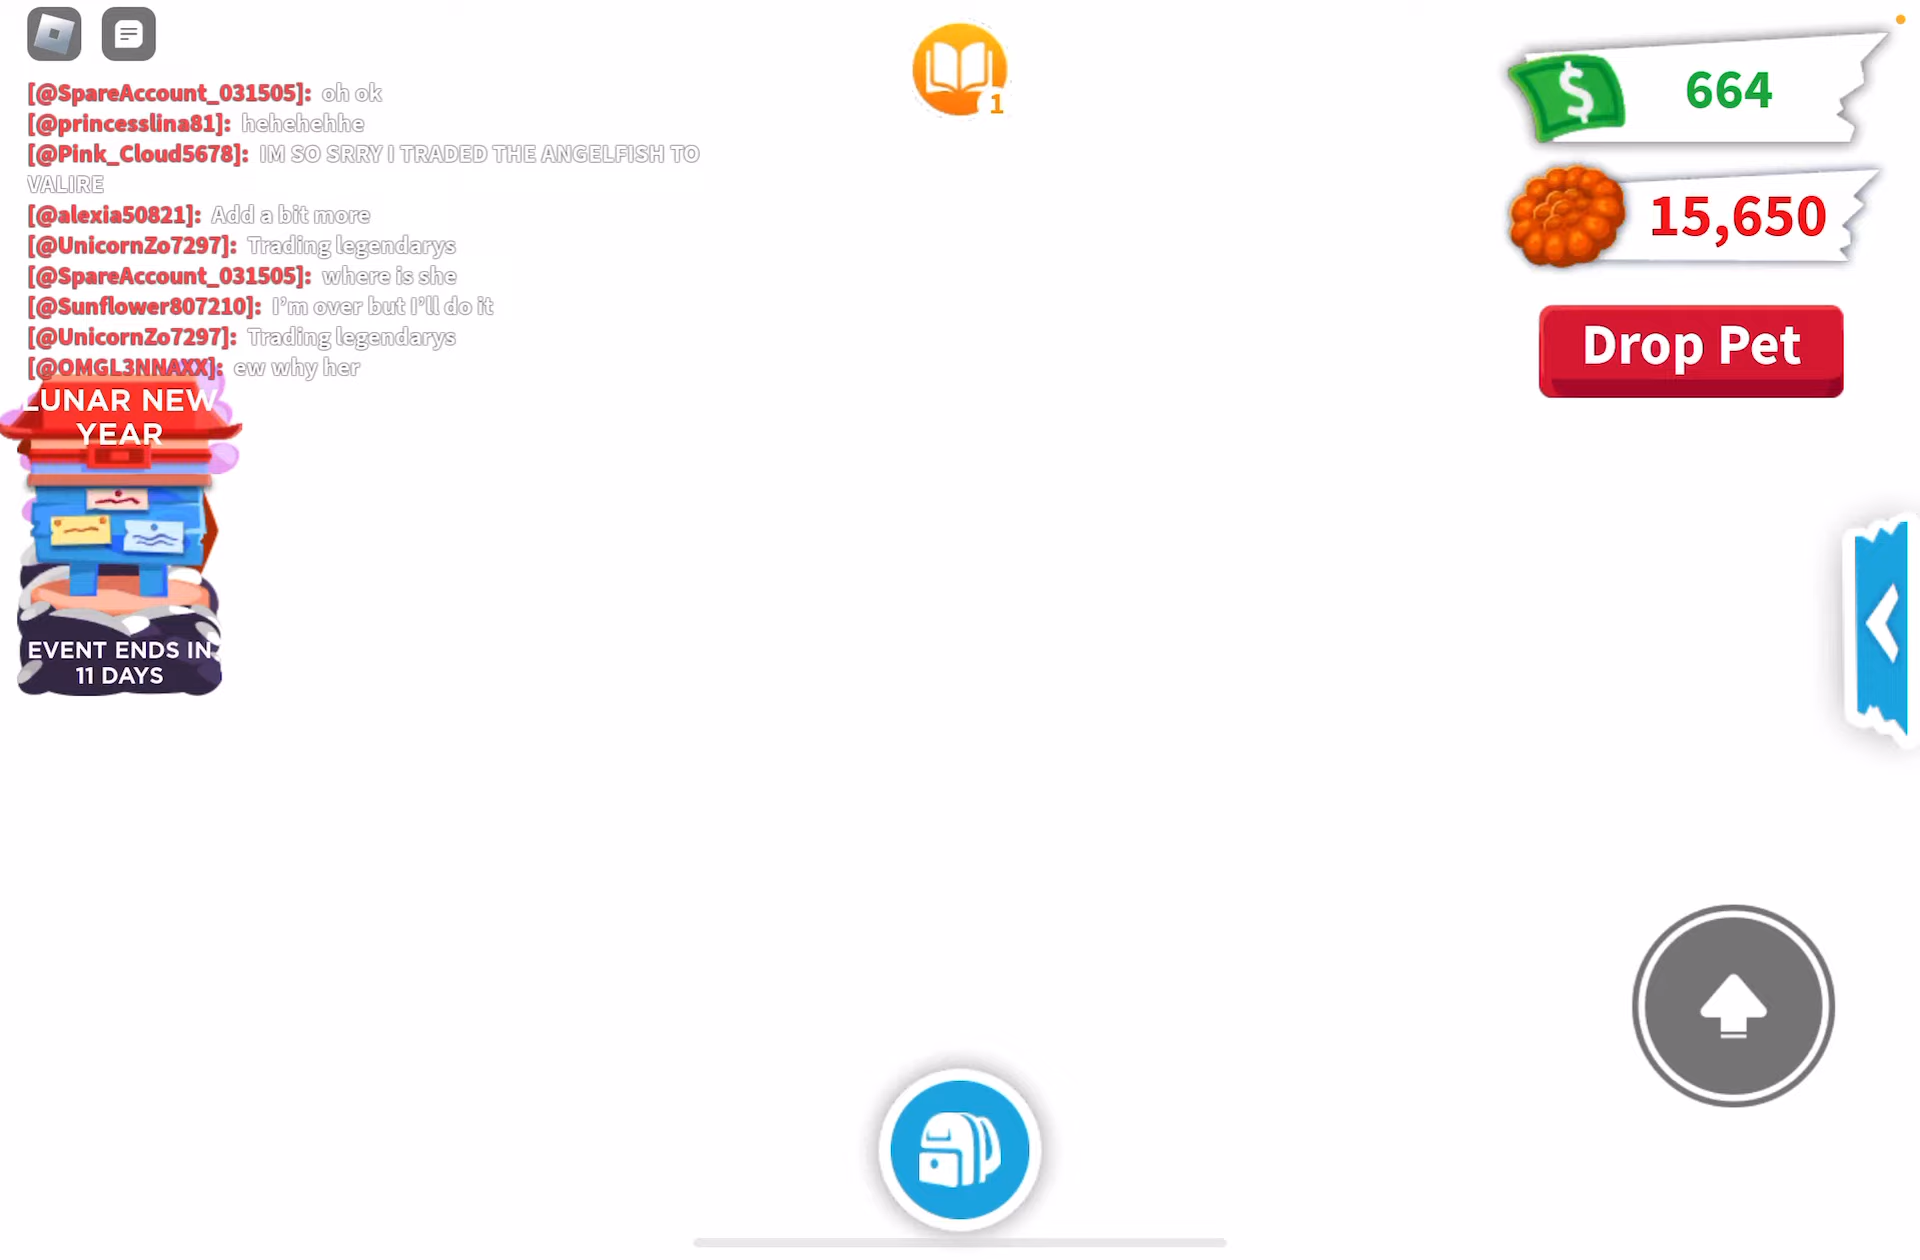 [@SpareAccount_031505]: oh ok
[@princesslina81]: hehehehhe
[@Pink_Cloud5678]: IM SO SRRY I TRADED THE ANGELFISH TO
VALIRE
[@alexia50821]: Add a bit more
[@UnicornZo7297]: Trading legendarys
[@SpareAccount_031505]: where is she
[@Sunflower807210]: I'm over but I'll do it
[@UnicornZo7297]: Trading legendarys
[@OMGL3NNAXX]: ew why her
LUNAR NEW
YEAR
EVENT ENDS IN
11 DAYS
1
$
664
15,650
Drop Pet